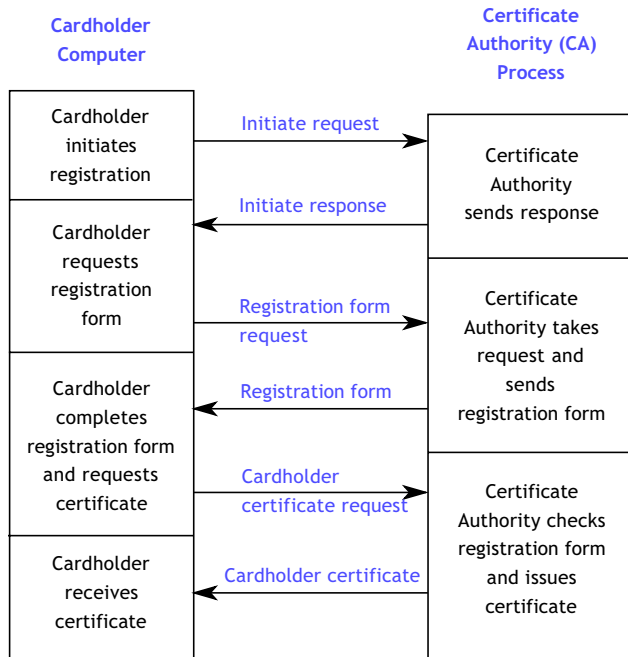 Cardholder
Computer
Certificate
Authority (CA)
Process
Cardholder
initiates
registration
Initiate request
Certificate
Authority
sends response
Initiate response
Cardholder
requests
registration
form
Registration form
request
Certificate
Authority takes
request and
sends
registration form
Registration form
Cardholder
completes
registration form
and requests
certificate
Cardholder
certificate request
Certificate
Authority checks
registration form
and issues
certificate
Cardholder certificate
Cardholder
receives
certificate